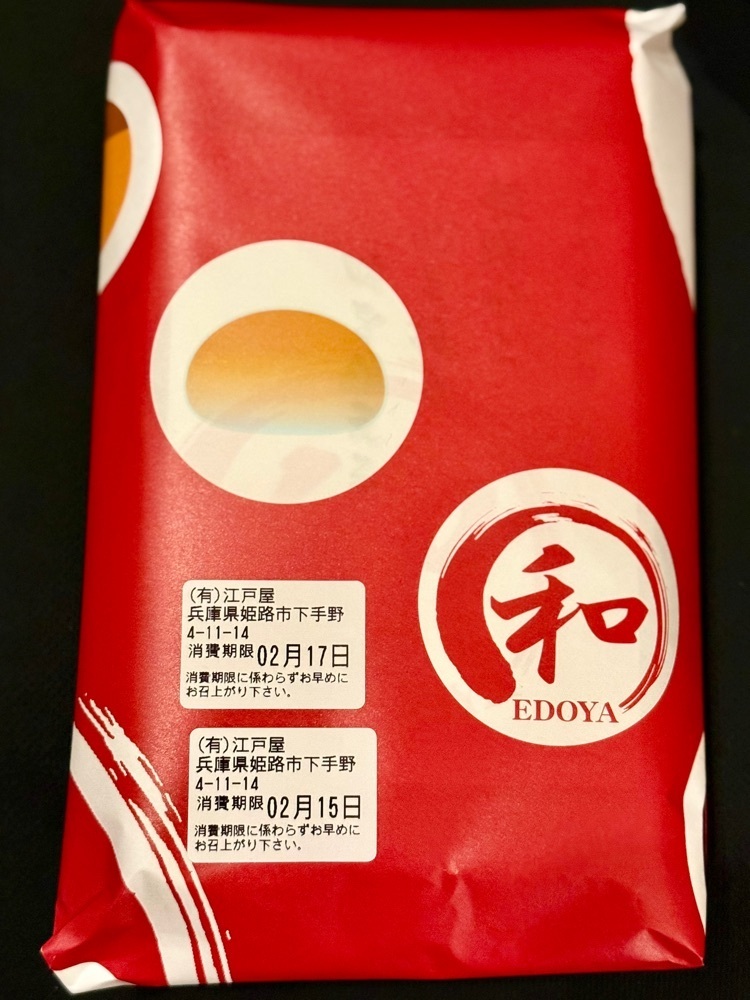 和
EDOYA
(有)江戸屋
兵庫県姫路市下手野
4-11-14
消費期限02月17日
消費期限に係わらずお早めに
お召上がり下さい。
(有)江戸屋
兵庫県姫路市下手野
4-11-14
消費期限02月15日
消費期限に係わらずお早めに
お召上がり下さい。